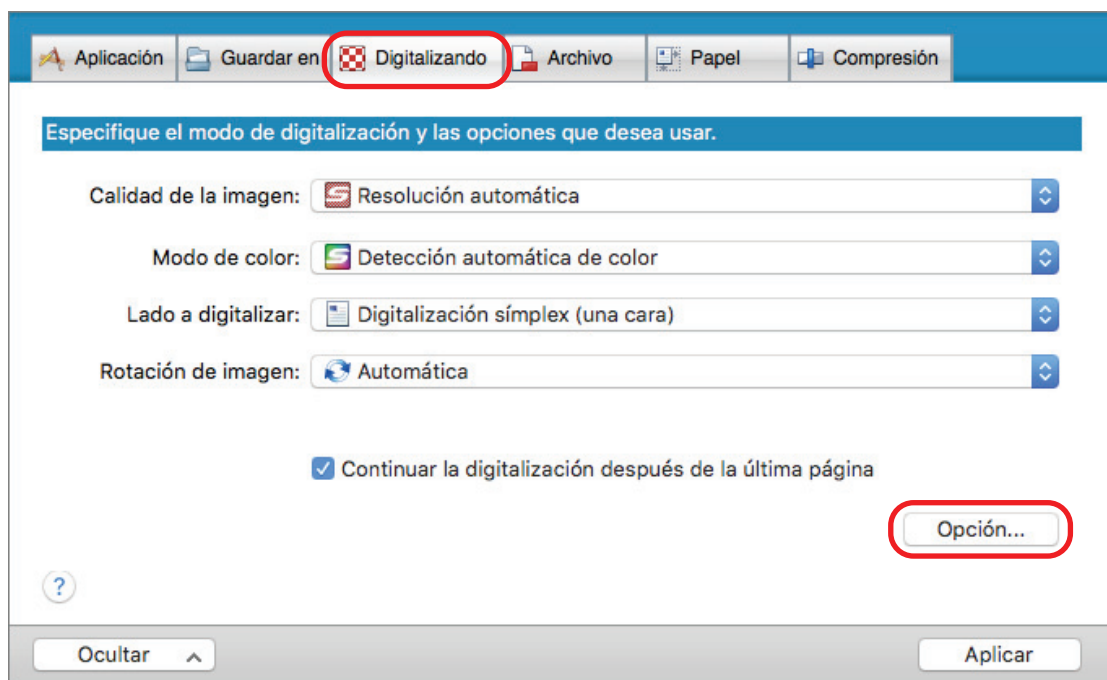 Aplicación Guardar en Digitalizando Archivo Papel Compresión
Especifique el modo de digitalización y las opciones que desea usar.
Calidad de la imagen: Resolución automática
Modo de color: Detección automática de color
Lado a digitalizar: Digitalización símplex (una cara)
Rotación de imagen: Automática
Continuar la digitalización después de la última página
Opción...
?
Ocultar Aplicar